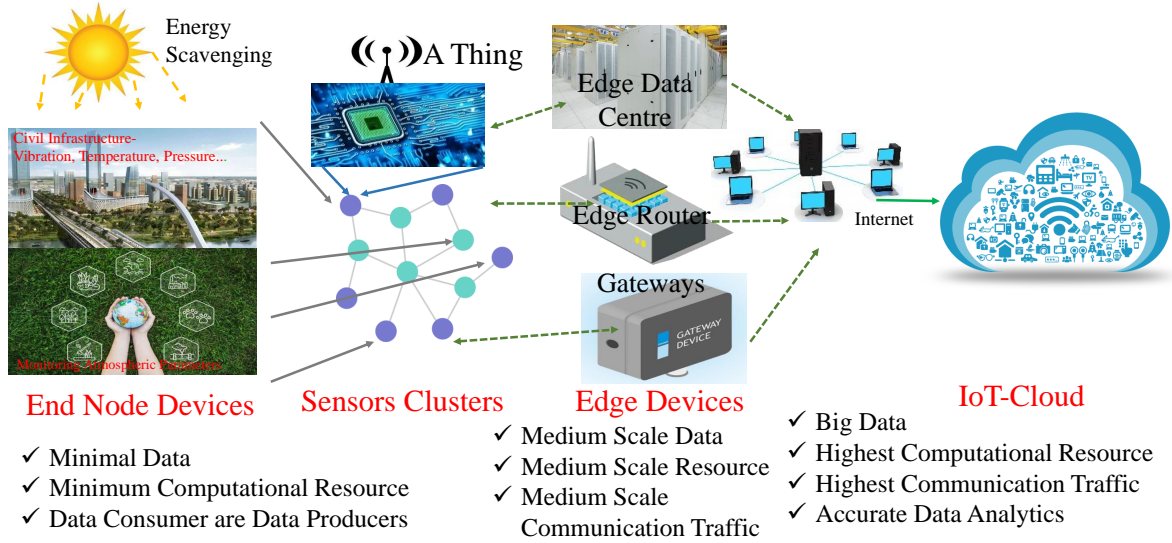 Energy
Scavenging
A Thing
Edge Data
Centre
Civil Infrastructure-
Vibration, Temperature, Pressure...
Edge Router
Internet
Gateways
GATEWAY
DEVICE
Monitoring Atmospheric Parameters
End Node Devices
✓ Minimal Data
✓ Minimum Computational Resource
✓ Data Consumer are Data Producers
Sensors Clusters
Edge Devices
✓ Medium Scale Data
✓ Medium Scale Resource
✓ Medium Scale
Communication Traffic
IoT-Cloud
✓ Big Data
✓ Highest Computational Resource
✓ Highest Communication Traffic
✓ Accurate Data Analytics